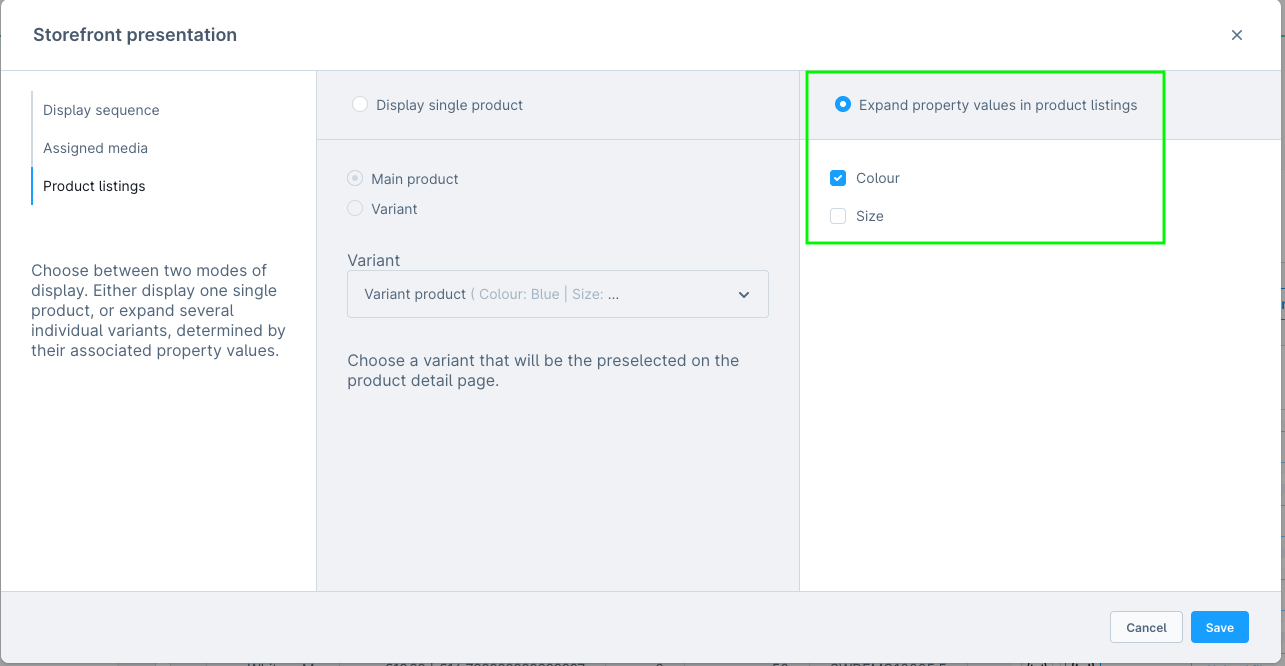 Storefront presentation
Display sequence
Assigned media
Product listings
Choose between two modes of
display. Either display one single
product, or expand several
individual variants, determined by
their associated property values.
Display single product
Main product
Variant
Variant
Variant product ( Colour: Blue | Size: ...
Choose a variant that will be the preselected on the
product detail page.
Expand property values in product listings
Colour
Size
Cancel
Save